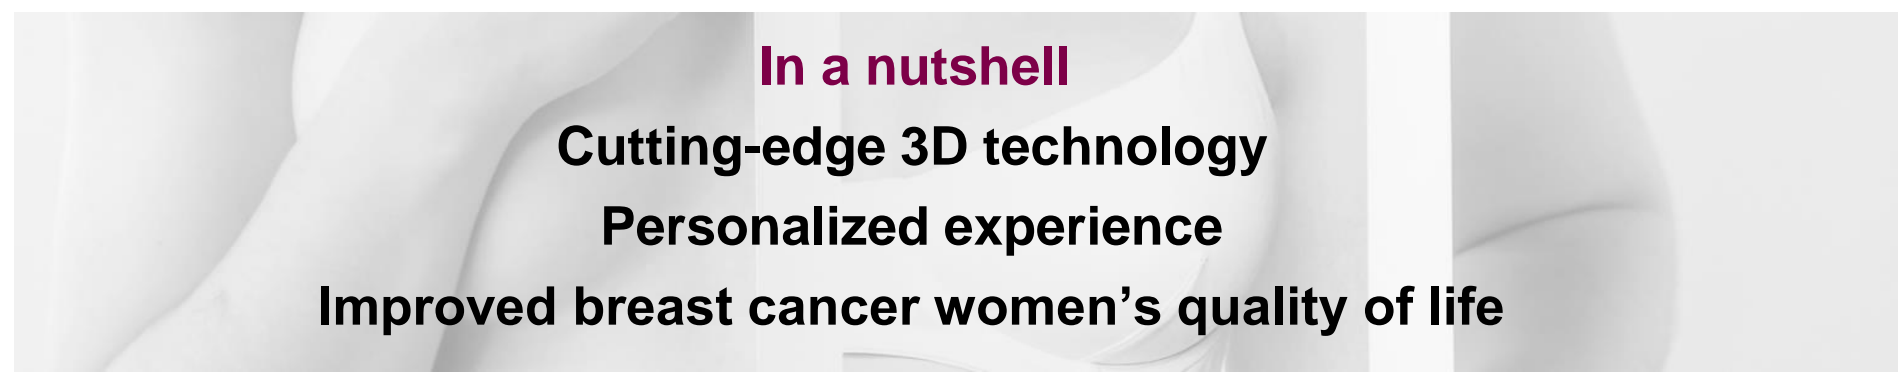 In a nutshell
Cutting-edge 3D technology
Personalized experience
Improved breast cancer women’s quality of life